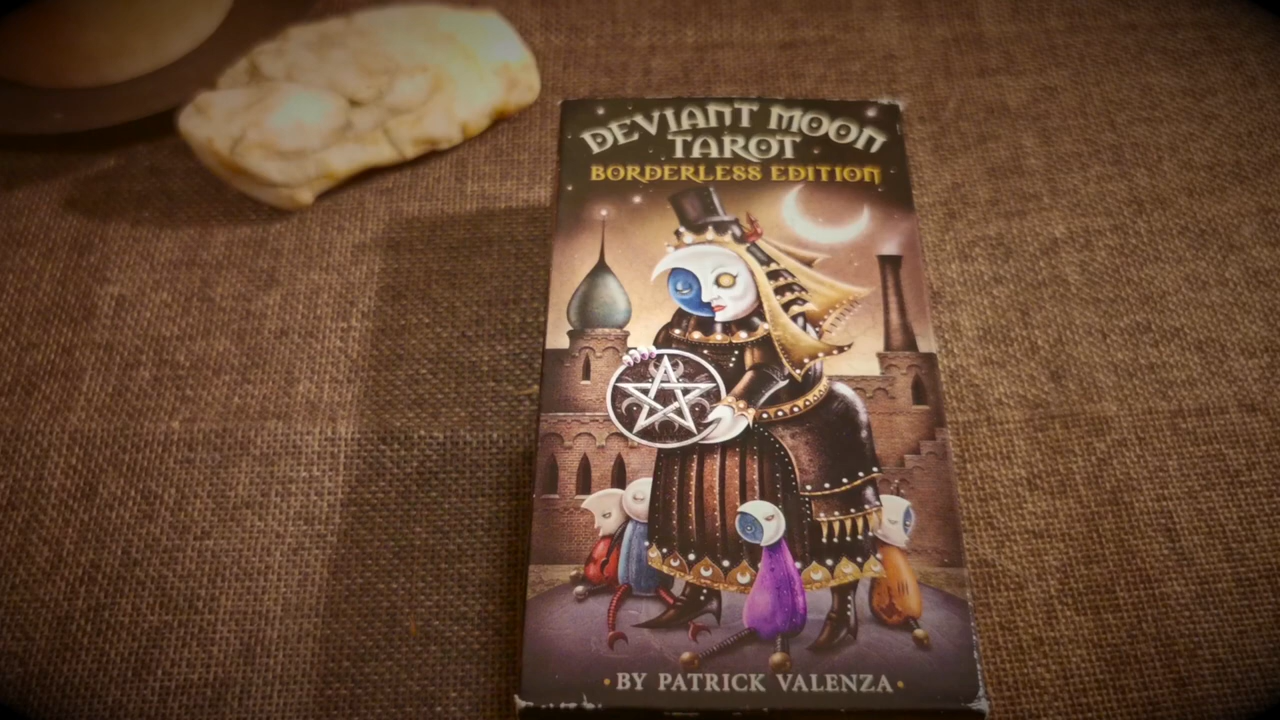 DEVIANT MOON
TAROT
BORDERLESS EDITION
• BY PATRICK VALENZA •